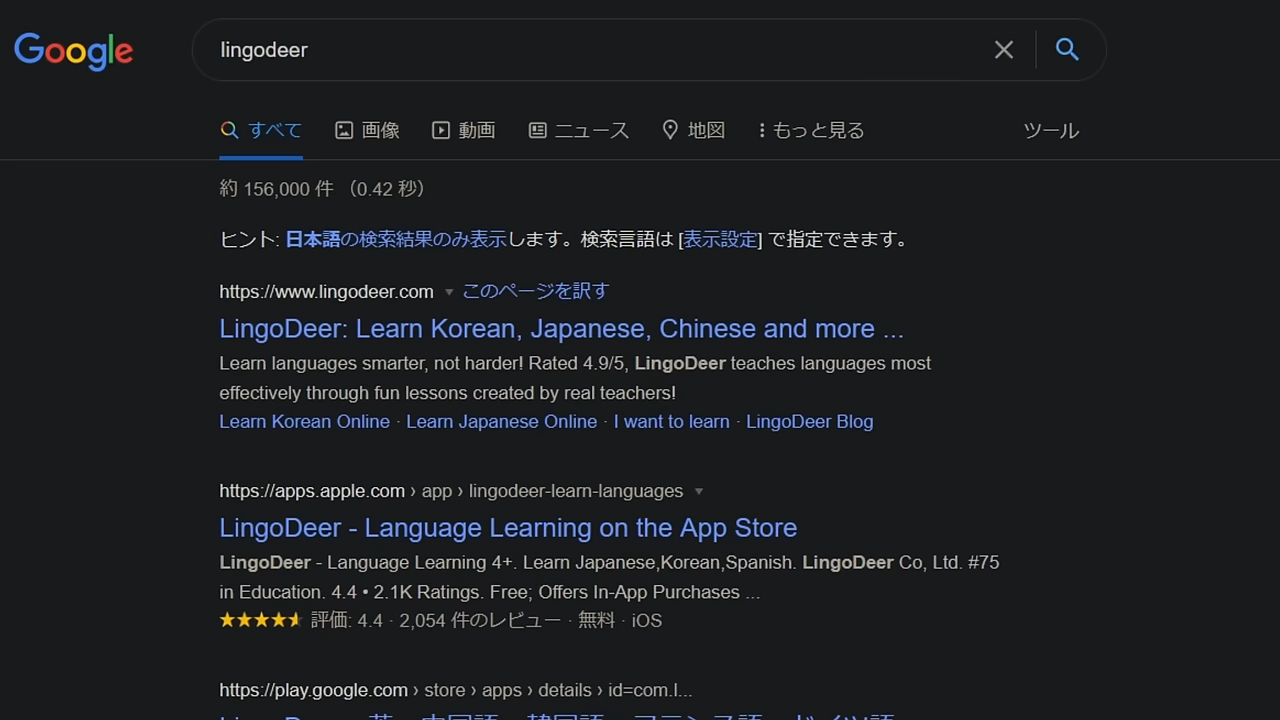 Google
lingodeer
すべて 画像 動画 ニュース 地図 もっと見る ツール
約 156,000 件 （0.42 秒）
ヒント: 日本語の検索結果のみ表示します。検索言語は [表示設定] で指定できます。
https://www.lingodeer.com ▼ このページを訳す
LingoDeer: Learn Korean, Japanese, Chinese and more ...
Learn languages smarter, not harder! Rated 4.9/5, LingoDeer teaches languages most
effectively through fun lessons created by real teachers!
Learn Korean Online · Learn Japanese Online · I want to learn · LingoDeer Blog
https://apps.apple.com › app › lingodeer-learn-languages ▼
LingoDeer - Language Learning on the App Store
LingoDeer - Language Learning 4+. Learn Japanese,Korean,Spanish. LingoDeer Co, Ltd. #75
in Education. 4.4 • 2.1K Ratings. Free; Offers In-App Purchases ...
評価: 4.4 · 2,054 件のレビュー · 無料 · iOS
https://play.google.com › store › apps › details › id=com.l...